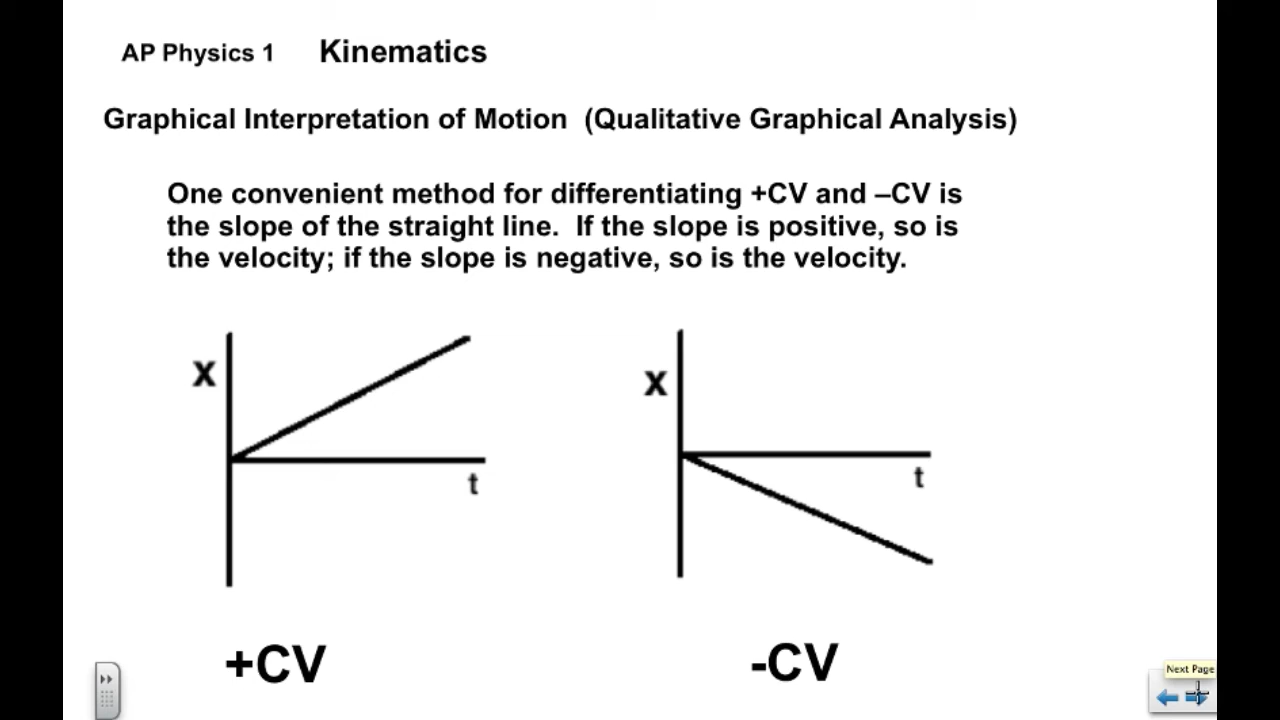 AP Physics 1 Kinematics
Graphical Interpretation of Motion (Qualitative Graphical Analysis)
One convenient method for differentiating +CV and –CV is
the slope of the straight line. If the slope is positive, so is
the velocity; if the slope is negative, so is the velocity.
X
t
X
t
+CV
-CV
Next Page